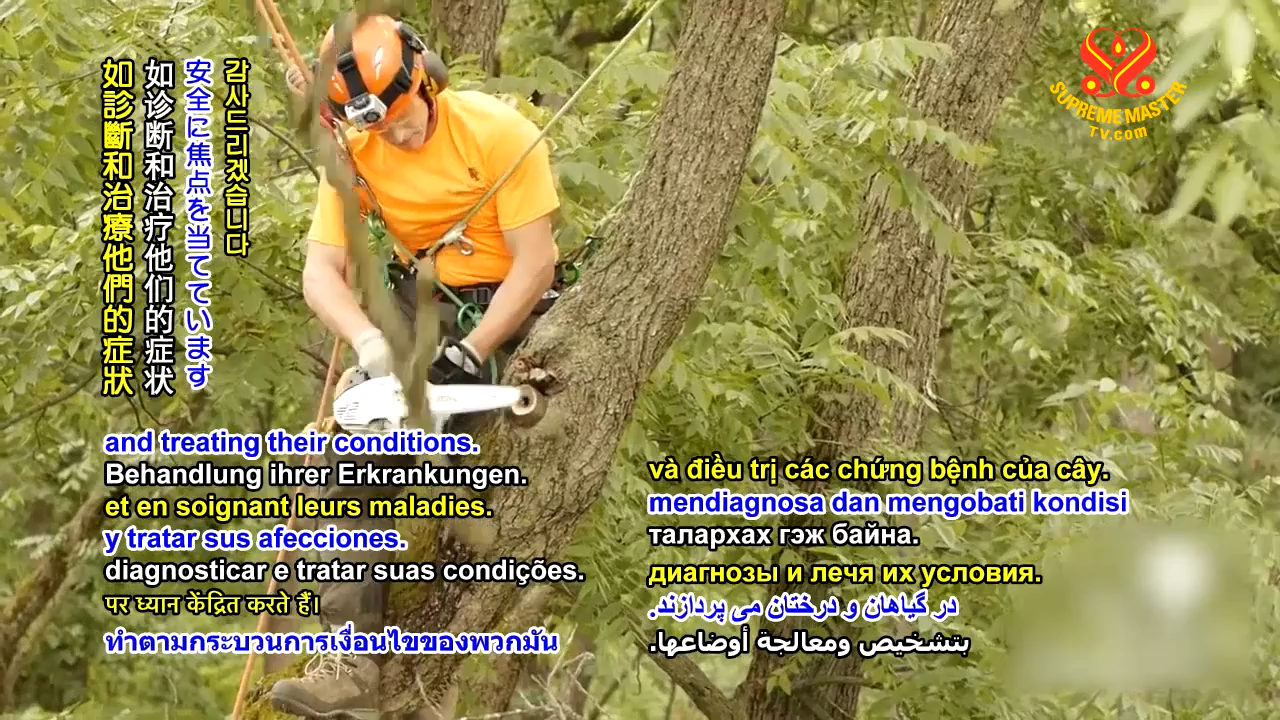 如診斷和治療他們的症狀
如诊断和治疗他们的症状
安全に焦点を当てています
감사드리겠습니다
SUPREME MASTER
TV.com
and treating their conditions.
Behandlung ihrer Erkrankungen.
et en soignant leurs maladies.
y tratar sus afecciones.
diagnosticar e tratar suas condições.
पर ध्यान केंद्रित करते हैं।
ทำตามกระบวนการเงื่อนไขของพวกมัน
và điều trị các chứng bệnh của cây.
mendiagnosa dan mengobati kondisi
талархах гэж байна.
диагнозы и лечя их условия.
در گیاهان و درختان می پردازند.
بتشخيص ومعالجة أوضاعها.